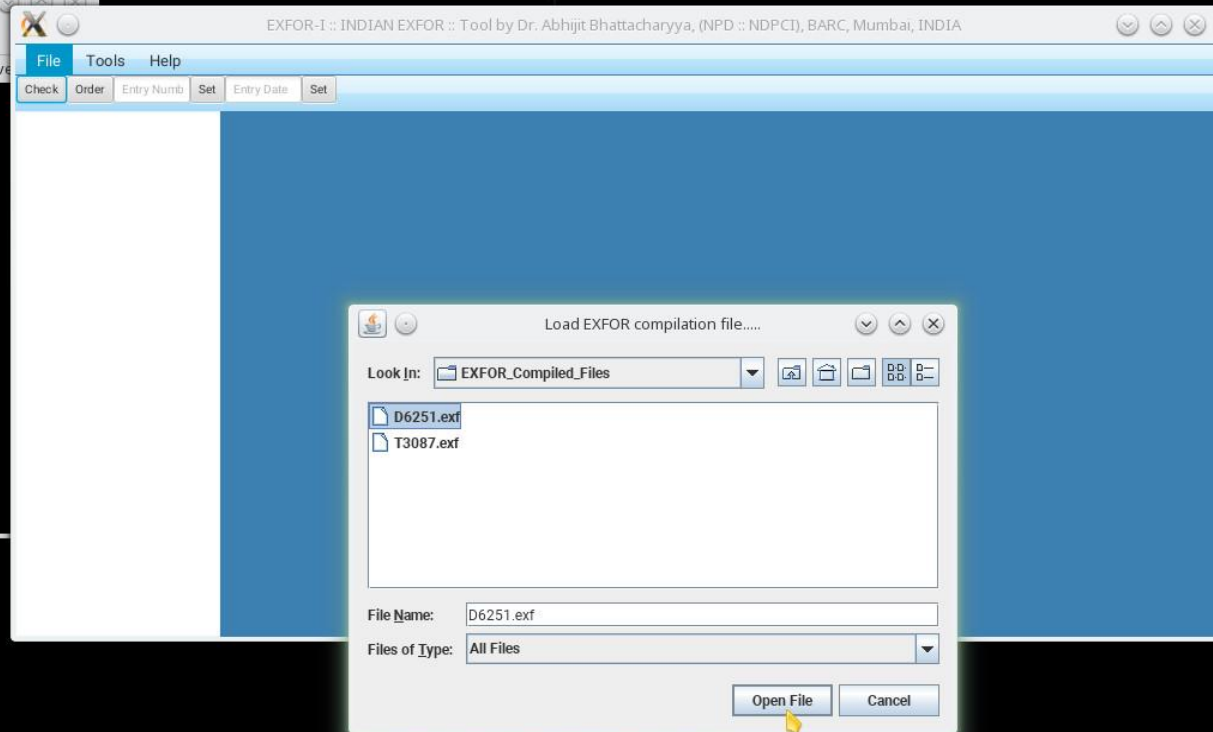 EXFOR-I :: INDIAN EXFOR :: Tool by Dr. Abhijit Bhattacharyya, (NPD :: NDPCI), BARC, Mumbai, INDIA
File Tools Help
Check Order Entry Numb Set Entry Date Set
Load EXFOR compilation file.....
Look In: EXFOR_Compiled_Files
D6251.exf
T3087.exf
File Name: D6251.exf
Files of Type: All Files
Open File Cancel